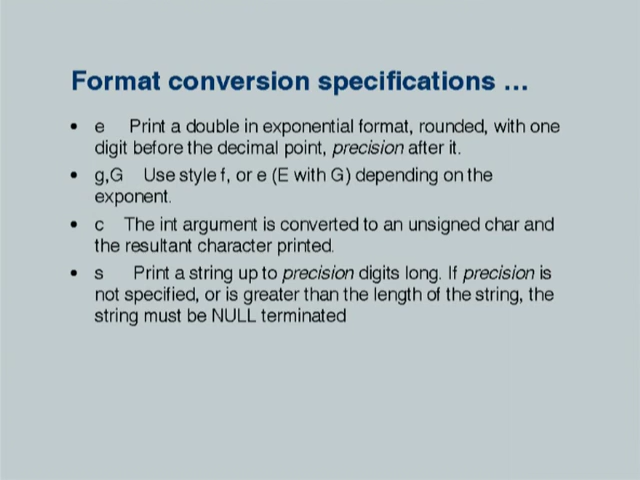 Format conversion specifications ...
• e Print a double in exponential format, rounded, with one
digit before the decimal point, precision after it.
• g,G Use style f, or e (E with G) depending on the
exponent.
• c The int argument is converted to an unsigned char and
the resultant character printed.
• s Print a string up to precision digits long. If precision is
not specified, or is greater than the length of the string, the
string must be NULL terminated